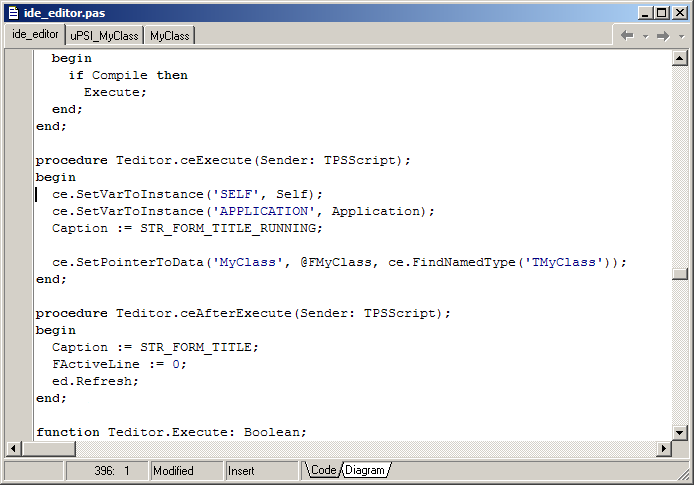 ide_editor.pas
ide_editor uPSI_MyClass MyClass
begin
if Compile then
Execute;
end;
end;
procedure Teditor.ceExecute(Sender: TPSScript);
begin
ce.SetVarToInstance('SELF', Self);
ce.SetVarToInstance('APPLICATION', Application);
Caption := STR_FORM_TITLE_RUNNING;
ce.SetPointerToData('MyClass', @FMyClass, ce.FindNamedType('TMyClass'));
end;
procedure Teditor.ceAfterExecute(Sender: TPSScript);
begin
Caption := STR_FORM_TITLE;
FActiveLine := 0;
ed.Refresh;
end;
function Teditor.Execute: Boolean;
396: 1 Modified Insert Code Diagram